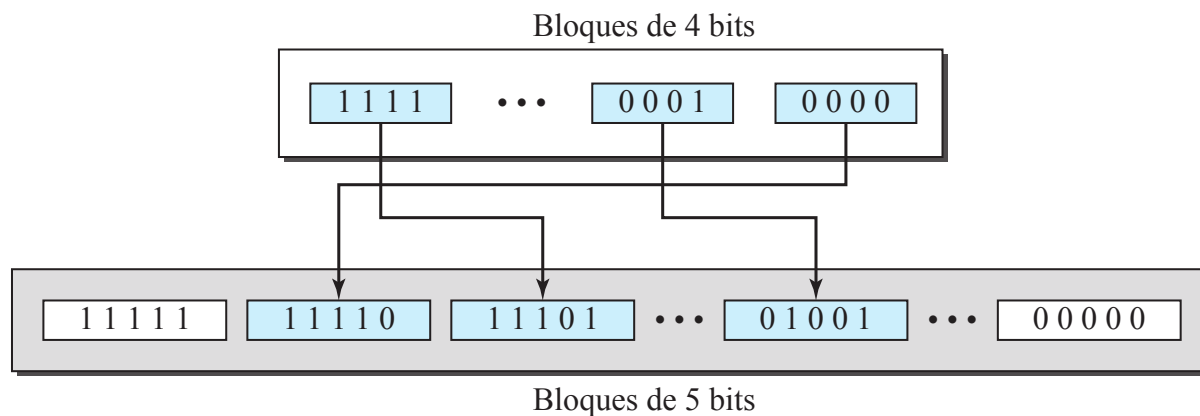 Bloques de 4 bits
1 1 1 1 ••• 0 0 0 1 0 0 0 0
1 1 1 1 1 1 1 1 1 0 1 1 1 0 1 ••• 0 1 0 0 1 ••• 0 0 0 0 0
Bloques de 5 bits